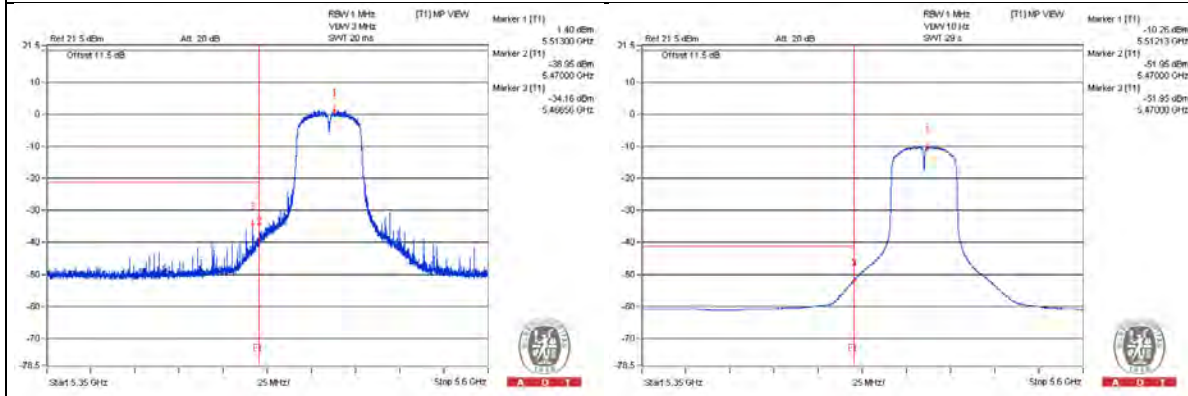 RBW 1 MHz
[T1] MP VIEW
VBW 3 MHz
Ref 21.5 dBm
Att 20 dB
SWT 20 ms
Marker 1 [T1]
1.40 dBm
5.51300 GHz
Marker 2 [T1]
-38.95 dBm
5.47000 GHz
Marker 3 [T1]
-34.16 dBm
5.46656 GHz
21.5
Offset 11.5 dB
10
0
-10
-20
-30
-40
-50
-60
-70
-78.5
1
F1
Start 5.35 GHz
25 MHz/
Stop 5.6 GHz
1828
A D T
RBW 1 MHz
[T1] MP VIEW
VBW 10 Hz
Ref 21.5 dBm
Att 20 dB
SWT 29 s
Marker 1 [T1]
-10.26 dBm
5.51213 GHz
Marker 2 [T1]
-51.95 dBm
5.47000 GHz
Marker 3 [T1]
-51.95 dBm
5.47000 GHz
21.5
Offset 11.5 dB
10
0
-10
-20
-30
-40
-50
-60
-70
-78.5
F1
Start 5.35 GHz
25 MHz/
Stop 5.6 GHz
1828
A D T